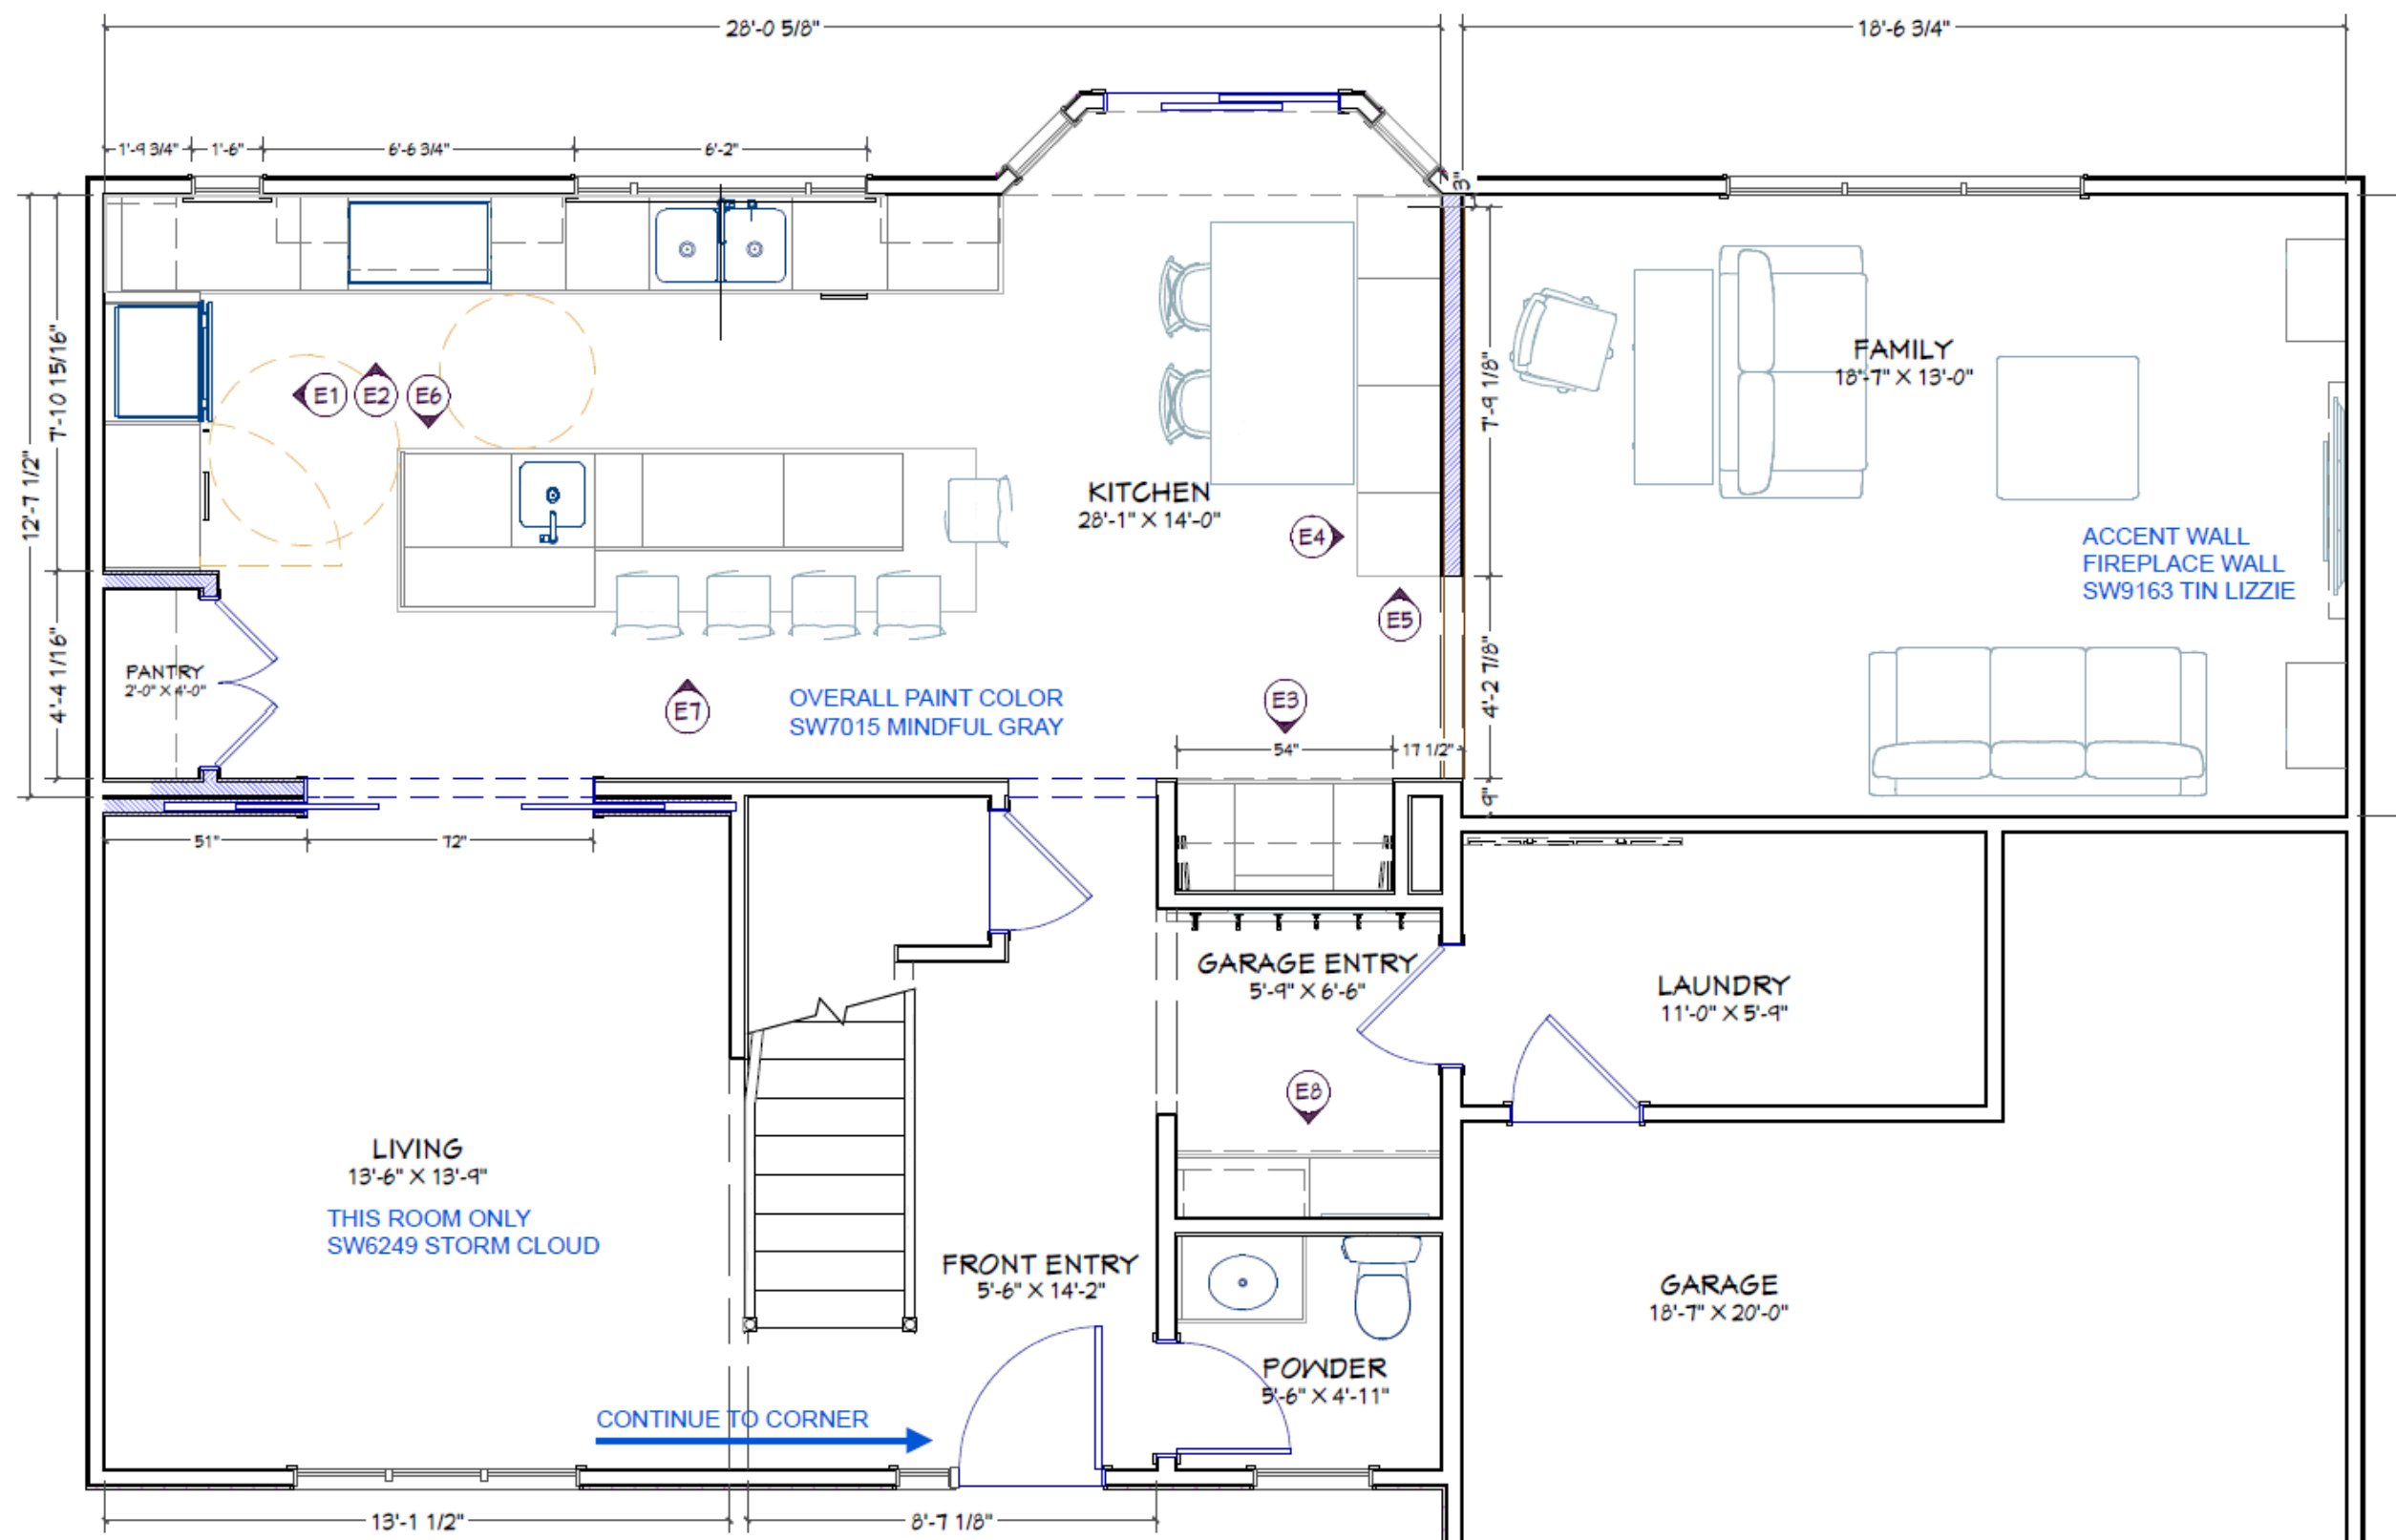 28'-0 5/8"
18'-6 3/4"
1'-9 3/4"
1'-6"
6'-6 3/4"
6'-2"
3"
12'-7 1/2"
7'-10 15/16"
4'-4 1/16"
E1
E2
E6
7'-9 1/8"
FAMILY
18'-7" X 13'-0"
KITCHEN
28'-1" X 14'-0"
E4
ACCENT WALL
FIREPLACE WALL
SW9163 TIN LIZZIE
E5
4'-2 7/8"
PANTRY
2'-0" X 4'-0"
E7
OVERALL PAINT COLOR
SW7015 MINDFUL GRAY
E3
54"
17 1/2"
9"
51"
72"
GARAGE ENTRY
5'-9" X 6'-6"
LAUNDRY
11'-0" X 5'-9"
E8
LIVING
13'-6" X 13'-9"
THIS ROOM ONLY
SW6249 STORM CLOUD
FRONT ENTRY
5'-6" X 14'-2"
GARAGE
18'-7" X 20'-0"
POWDER
5'-6" X 4'-11"
CONTINUE TO CORNER
13'-1 1/2"
8'-7 1/8"